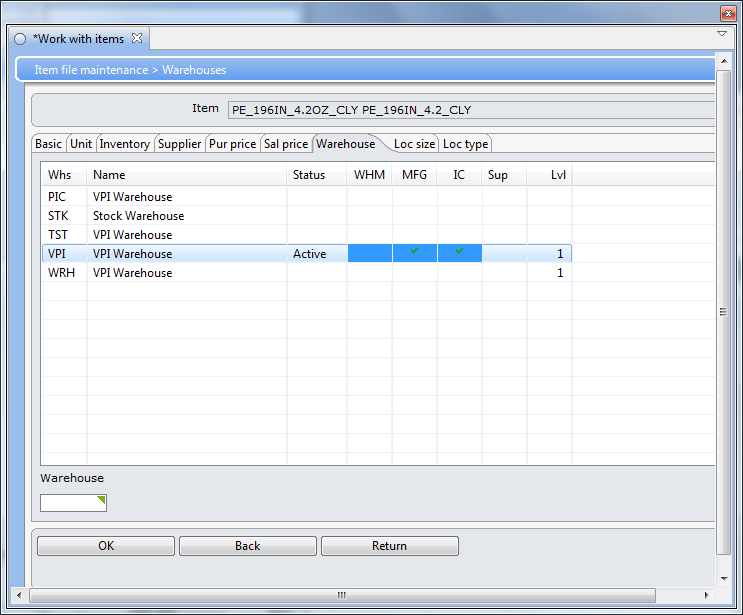 *Work with items
Item file maintenance > Warehouses
Item PE_196IN_4.2OZ_CLY PE_196IN_4.2_CLY
Basic Unit Inventory Supplier Pur price Sal price Warehouse Loc size Loc type
Whs Name Status WHM MFG IC Sup Lvl
PIC VPI Warehouse
STK Stock Warehouse
TST VPI Warehouse
VPI VPI Warehouse Active 1
WRH VPI Warehouse 1
Warehouse
OK Back Return